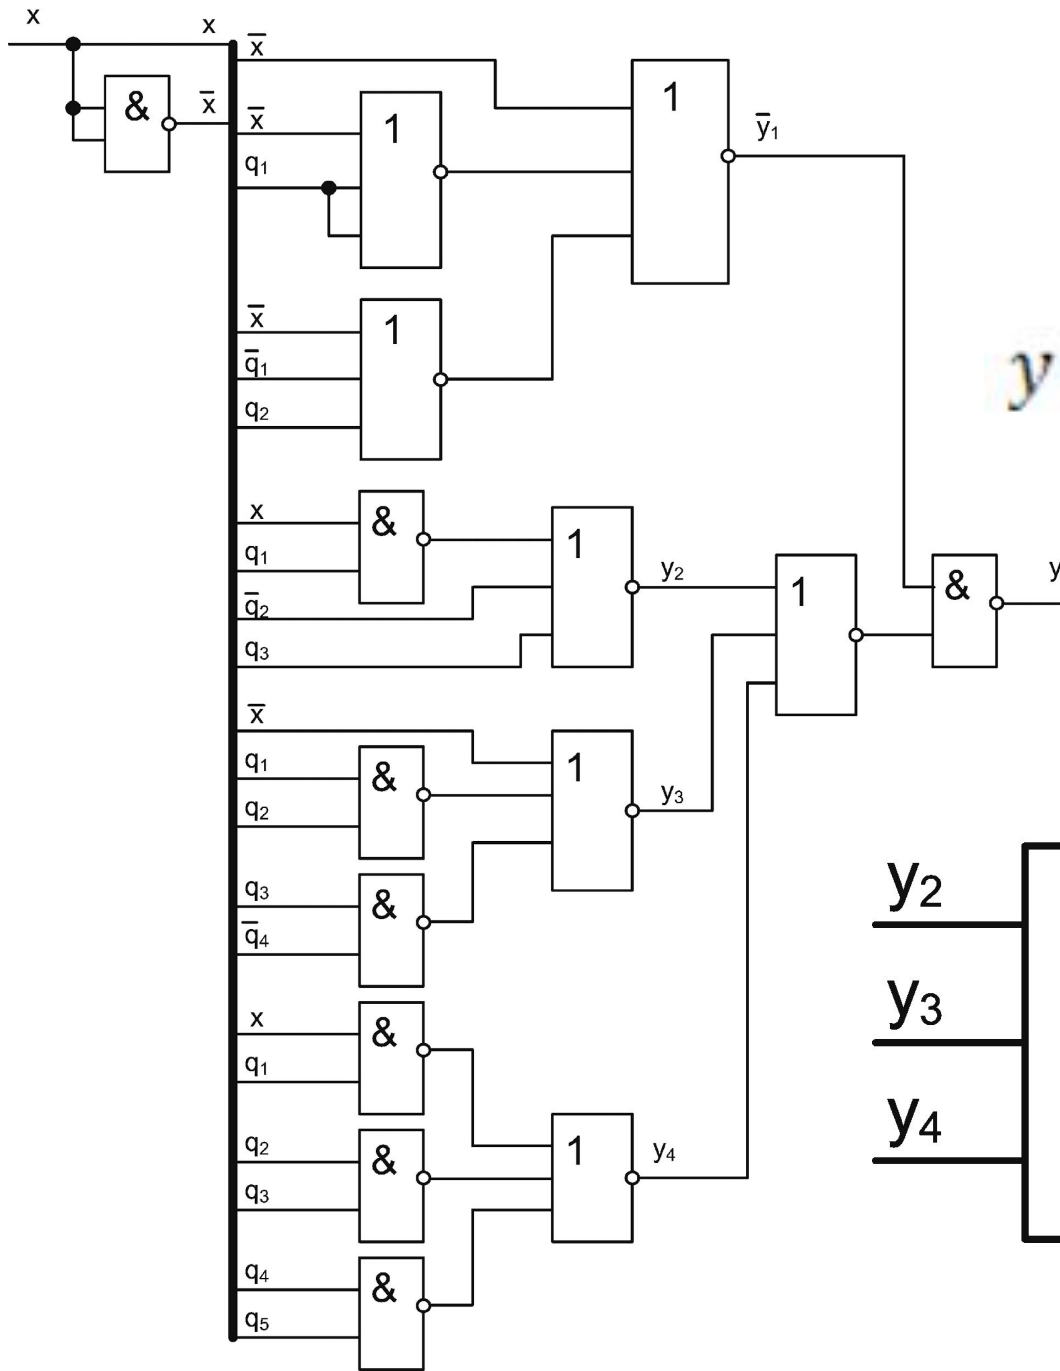 x
x
x̅
&
x̅
x̅
q₁
1
1
y̅₁
x̅
q̅₁
q₂
1
y
x
q₁
&
q̅₂
q₃
1
y₂
1
&
y
x̅
q₁
q₂
&
1
y₃
q₃
q̅₄
&
y₂
y₃
y₄
x
q₁
&
q₂
q₃
&
1
y₄
q₄
q₅
&